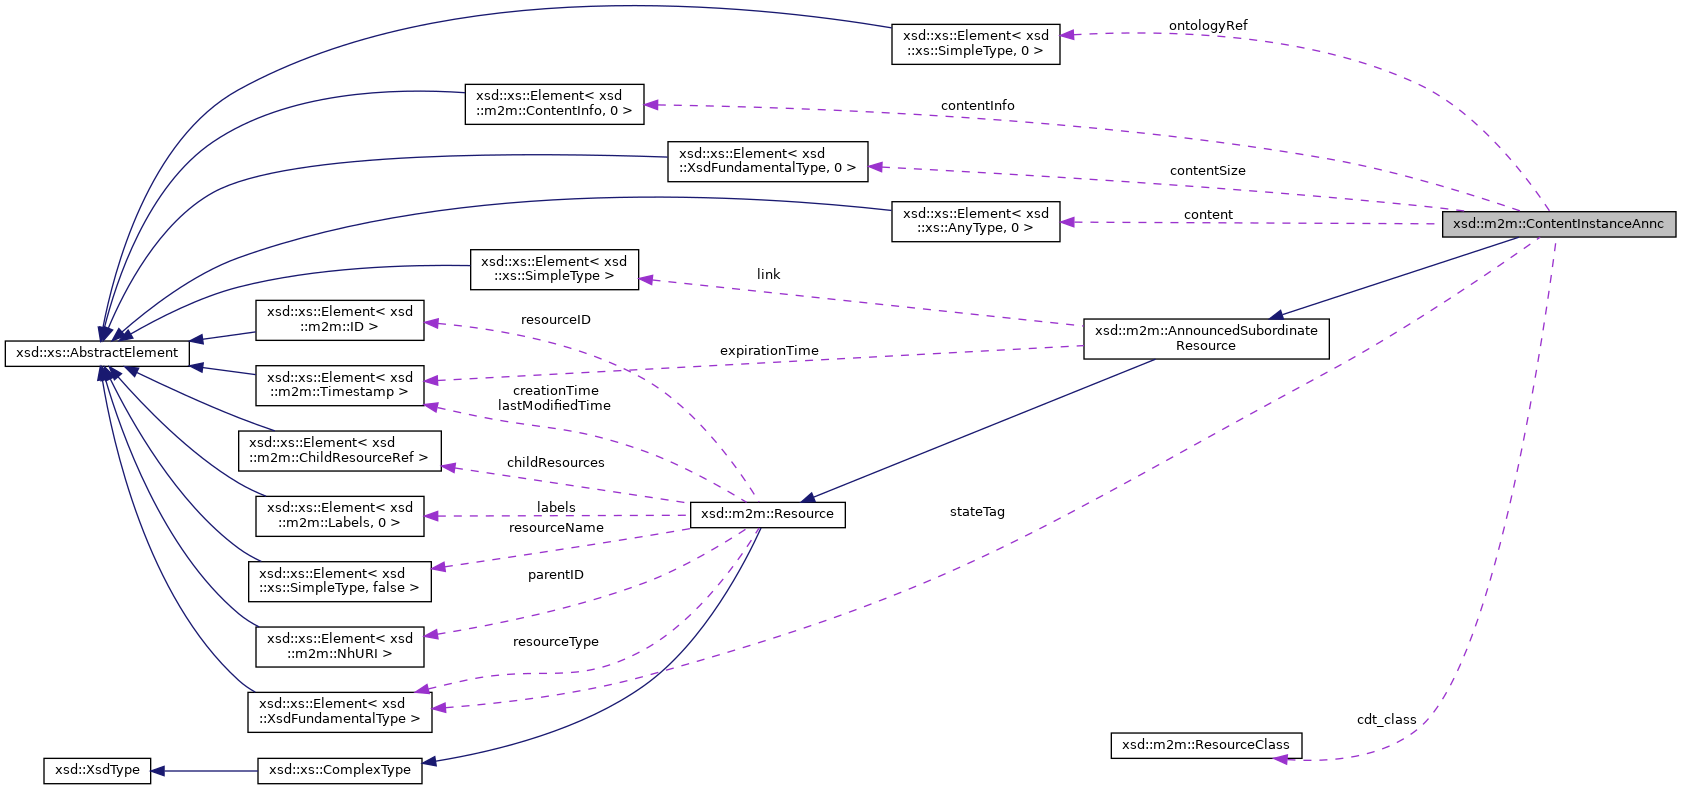 ontologyRef
xsd::xs::Element< xsd
::xs::SimpleType, 0 >
xsd::xs::Element< xsd
::m2m::ContentInfo, 0 >
contentInfo
xsd::xs::Element< xsd
::XsdFundamentalType, 0 >
contentSize
xsd::xs::Element< xsd
::xs::AnyType, 0 >
content
xsd::m2m::ContentInstanceAnnc
xsd::xs::Element< xsd
::xs::SimpleType >
link
xsd::xs::Element< xsd
::m2m::ID >
resourceID
xsd::m2m::AnnouncedSubordinate
Resource
xsd::xs::AbstractElement
expirationTime
xsd::xs::Element< xsd
::m2m::Timestamp >
creationTime
lastModifiedTime
xsd::xs::Element< xsd
::m2m::ChildResourceRef >
childResources
xsd::xs::Element< xsd
::m2m::Labels, 0 >
labels
xsd::m2m::Resource
stateTag
resourceName
xsd::xs::Element< xsd
::xs::SimpleType, false >
parentID
xsd::xs::Element< xsd
::m2m::NhURI >
resourceType
xsd::xs::Element< xsd
::XsdFundamentalType >
cdt_class
xsd::m2m::ResourceClass
xsd::XsdType
xsd::xs::ComplexType